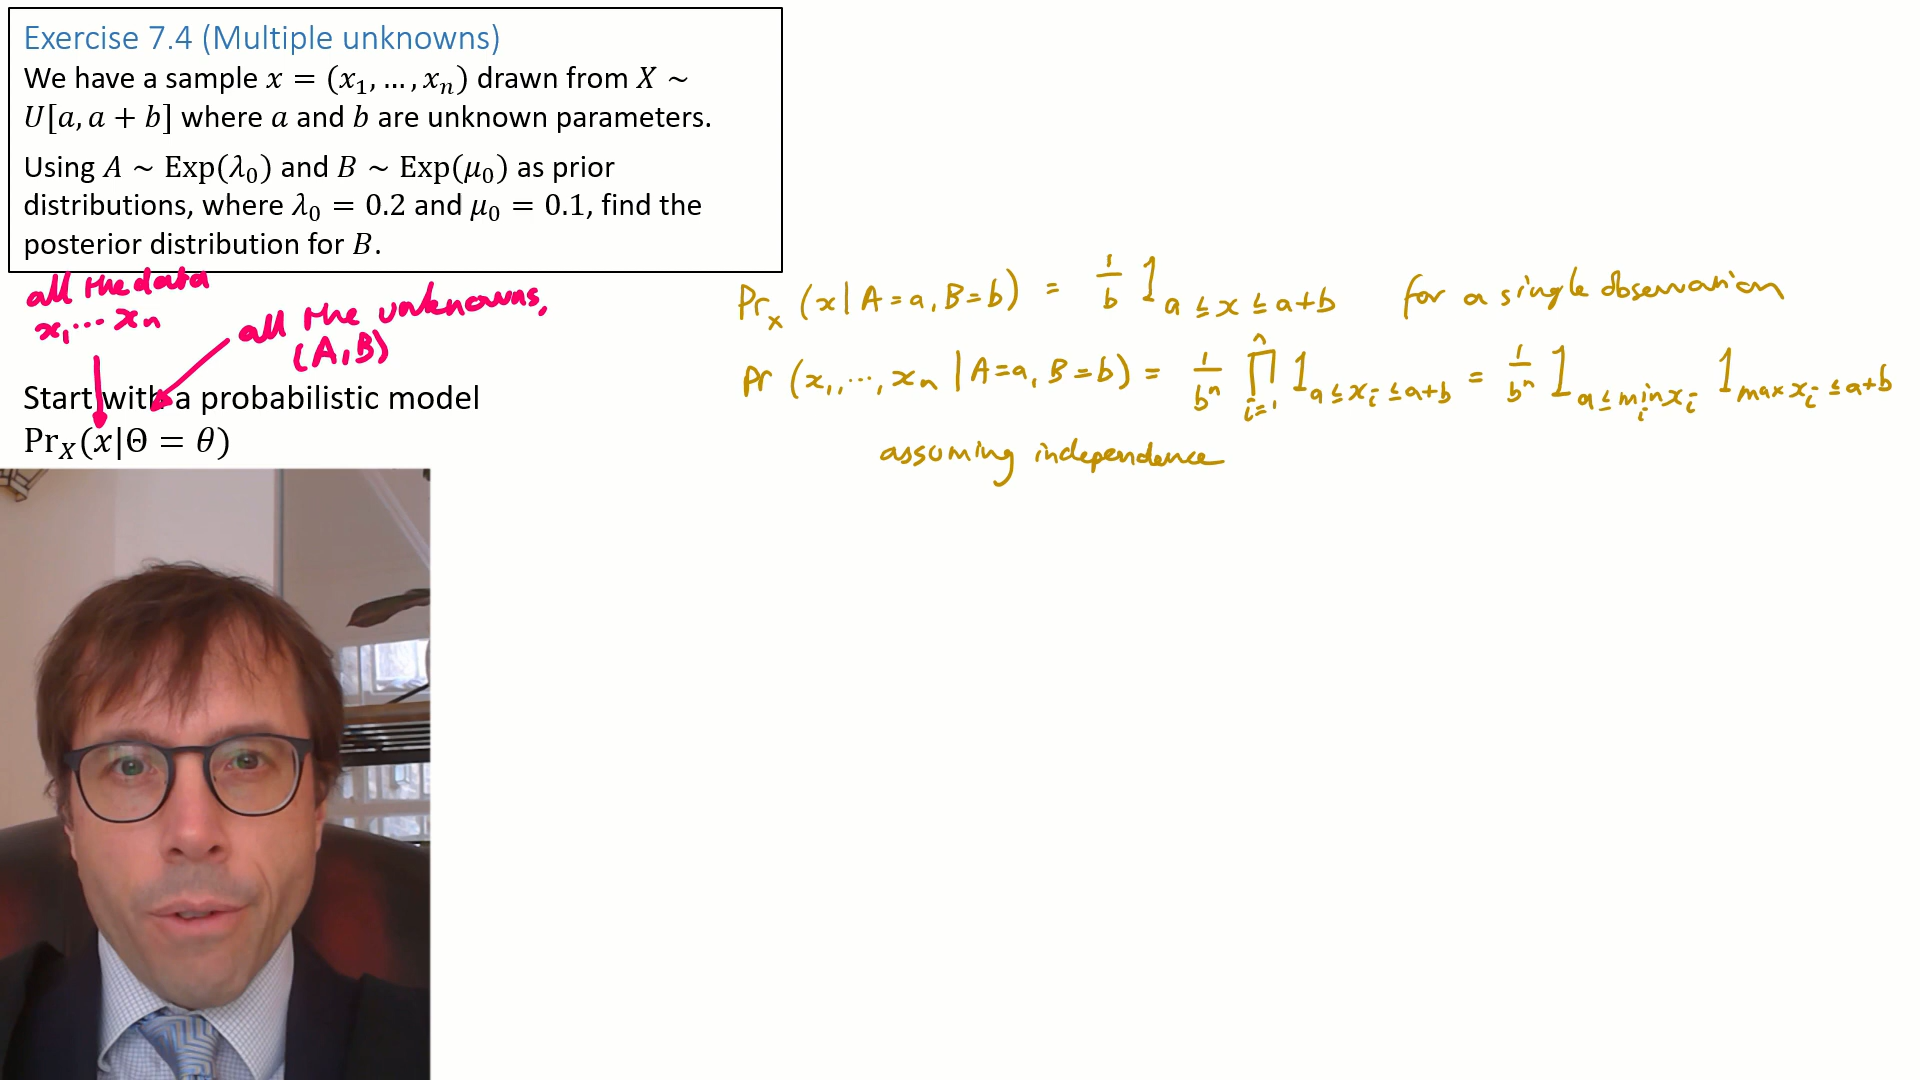 Exercise 7.4 (Multiple unknowns)
We have a sample x = (x₁, … , xₙ) drawn from X ~
U[a, a + b] where a and b are unknown parameters.
Using A ~ Exp(λ₀) and B ~ Exp(μ₀) as prior
distributions, where λ₀ = 0.2 and μ₀ = 0.1, find the
posterior distribution for B.
all the data
x₁ ⋯ xₙ
all the unknowns,
(A,B)
Start with a probabilistic model
Pr_X(x|Θ = θ)
Pr_X (x | A = a, B = b) = 1/b 1_{a ≤ x ≤ a+b} for a single observation
Pr (x₁, ⋯, xₙ | A = a, B = b) = 1/bⁿ ∏_{i=1}^{n} 1_{a ≤ x_i ≤ a+b} = 1/bⁿ 1_{a ≤ min_i x_i} 1_{max x_i ≤ a+b}
assuming independence